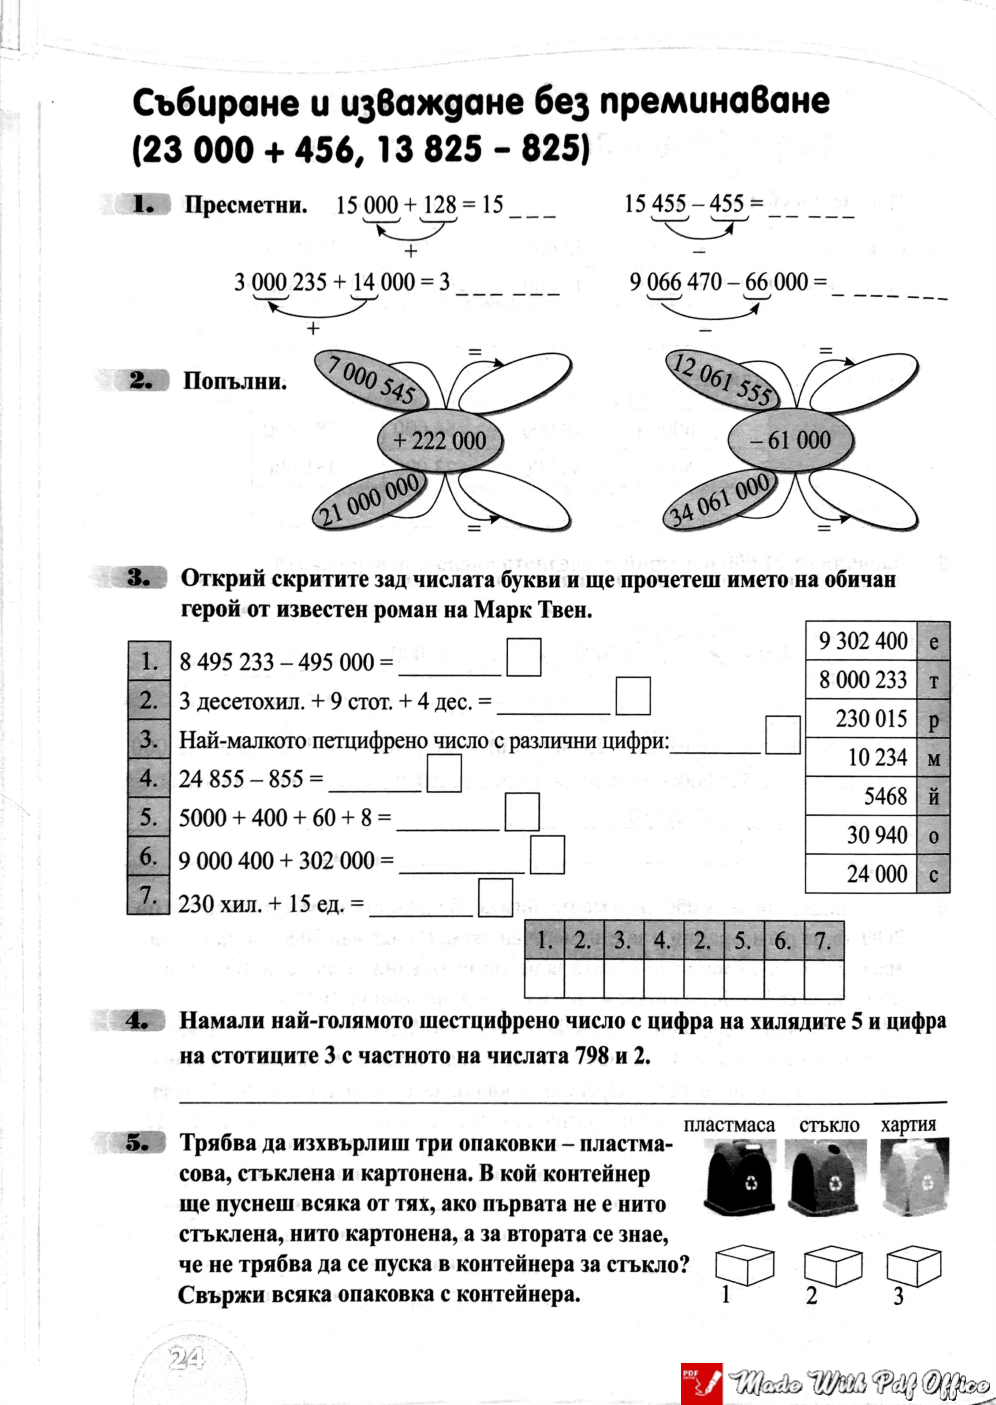 Събиране и изваждане без преминаване
(23 000 + 456, 13 825 – 825)
1. Пресметни. 15 000 + 128 = 15 _ _ _ 15 455 – 455 = _ _ _ _ _
+ –
3 000 235 + 14 000 = 3 _ _ _ _ _ _ 9 066 470 – 66 000 = _ _ _ _ _ _ _
+ –
2. Попълни.
7 000 545 = 12 061 555 =
+ 222 000 – 61 000
21 000 000 = 34 061 000 =
3. Открий скритите зад числата букви и ще прочетеш името на обичан
герой от известен роман на Марк Твен.
1. 8 495 233 – 495 000 = ________
2. 3 десетохил. + 9 стот. + 4 дес. = ________
3. Най-малкото петцифрено число с различни цифри: ________
4. 24 855 – 855 = ________
5. 5000 + 400 + 60 + 8 = ________
6. 9 000 400 + 302 000 = ________
7. 230 хил. + 15 ед. = ________
9 302 400 е
8 000 233 т
230 015 р
10 234 м
5468 й
30 940 о
24 000 с
1. 2. 3. 4. 2. 5. 6. 7.
4. Намали най-голямото шестцифрено число с цифра на хилядите 5 и цифра
на стотиците 3 с частното на числата 798 и 2.
5. Трябва да изхвърлиш три опаковки – пластма-
сова, стъклена и картонена. В кой контейнер
ще пуснеш всяка от тях, ако първата не е нито
стъклена, нито картонена, а за втората се знае,
че не трябва да се пуска в контейнера за стъкло?
Свържи всяка опаковка с контейнера.
пластмаса стъкло хартия
1 2 3
24
PDF
Made With Pdf Office